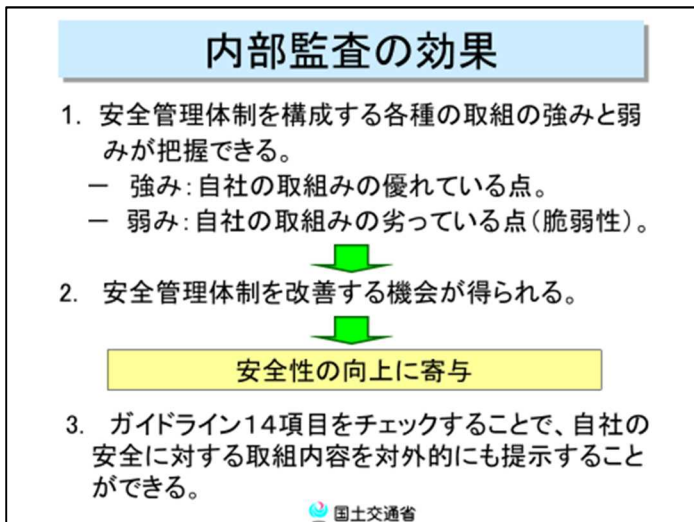 内部監査の効果
1. 安全管理体制を構成する各種の取組の強みと弱
みが把握できる。
－ 強み：自社の取組みの優れている点。
－ 弱み：自社の取組みの劣っている点（脆弱性）。
2. 安全管理体制を改善する機会が得られる。
安全性の向上に寄与
3. ガイドライン１４項目をチェックすることで、自社の
安全に対する取組内容を対外的にも提示すること
ができる。
国土交通省